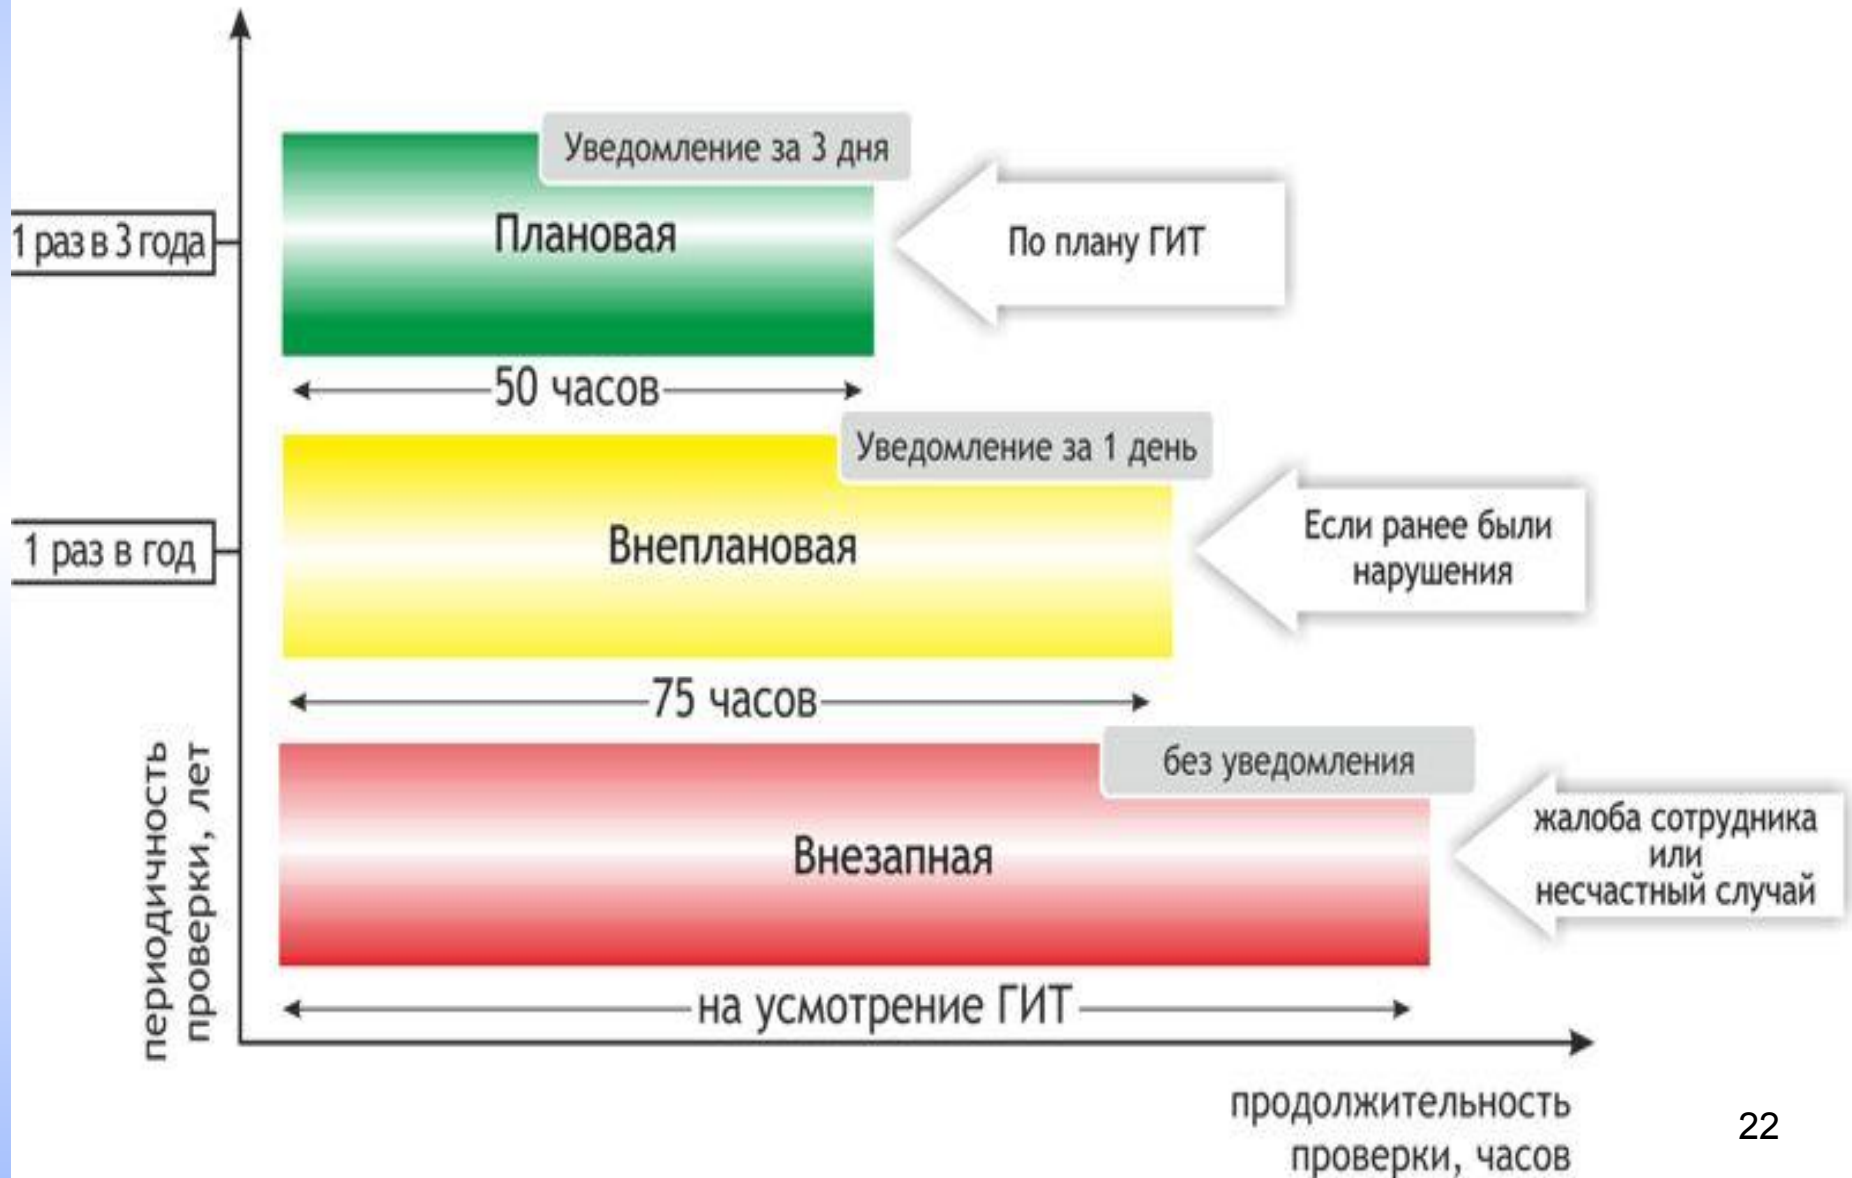 Уведомление за 3 дня
1 раз в 3 года
Плановая
По плану ГИТ
50 часов
Уведомление за 1 день
1 раз в год
Внеплановая
Если ранее были
нарушения
75 часов
без уведомления
Внезапная
жалоба сотрудника
или
несчастный случай
на усмотрение ГИТ
периодичность
проверки, лет
продолжительность
проверки, часов
22